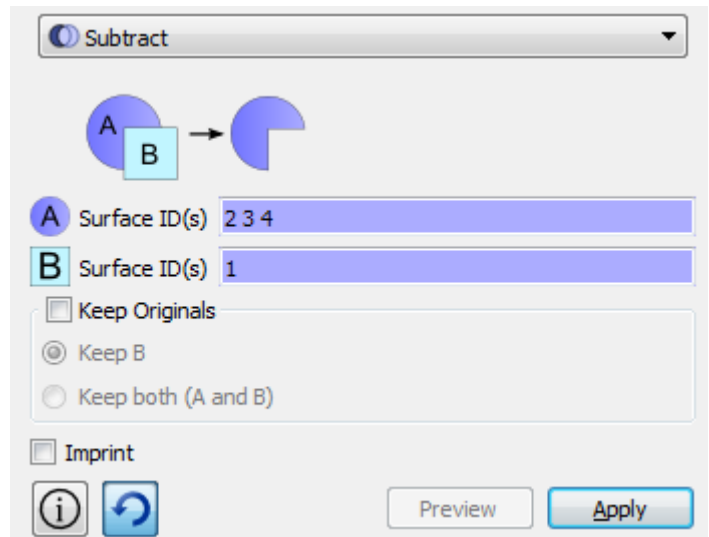 Subtract
A
B
A Surface ID(s) 2 3 4
B Surface ID(s) 1
Keep Originals
Keep B
Keep both (A and B)
Imprint
i Preview Apply